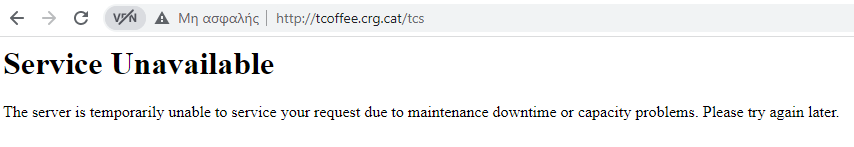 VPN Μη ασφαλής http://tcoffee.crg.cat/tcs
Service Unavailable
The server is temporarily unable to service your request due to maintenance downtime or capacity problems. Please try again later.